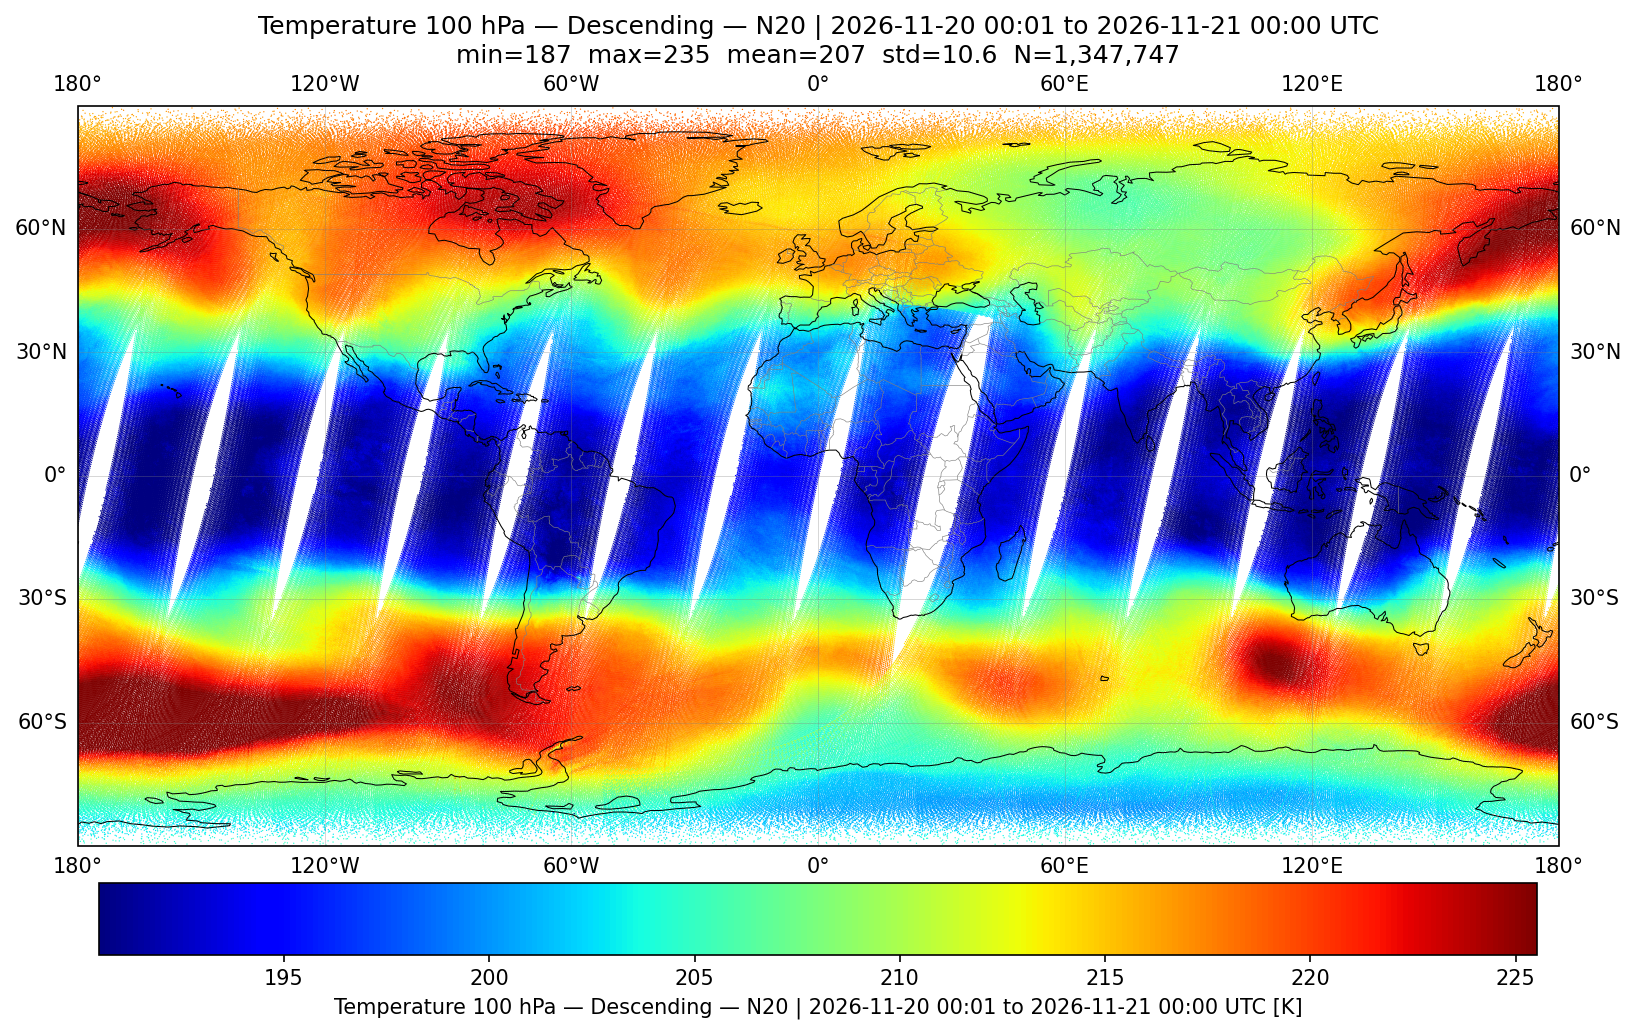 Temperature 100 hPa — Descending — N20 | 2026-11-20 00:01 to 2026-11-21 00:00 UTC
min=187 max=235 mean=207 std=10.6 N=1,347,747
180° 120°W 60°W 0° 60°E 120°E 180°
60°N 60°N
30°N 30°N
0° 0°
30°S 30°S
60°S 60°S
180° 120°W 60°W 0° 60°E 120°E 180°
195 200 205 210 215 220 225
Temperature 100 hPa — Descending — N20 | 2026-11-20 00:01 to 2026-11-21 00:00 UTC [K]